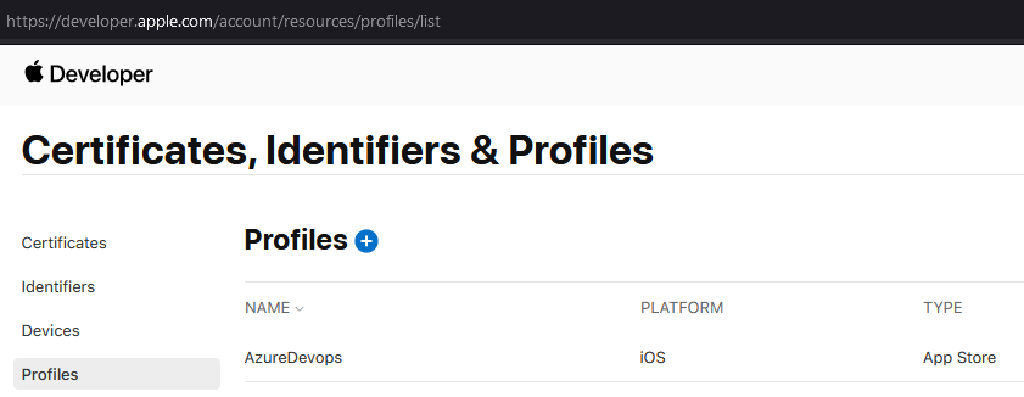 https://developer.apple.com/account/resources/profiles/list
Developer
Certificates, Identifiers & Profiles
Certificates
Identifiers
Devices
Profiles
Profiles
NAME PLATFORM TYPE
AzureDevops iOS App Store